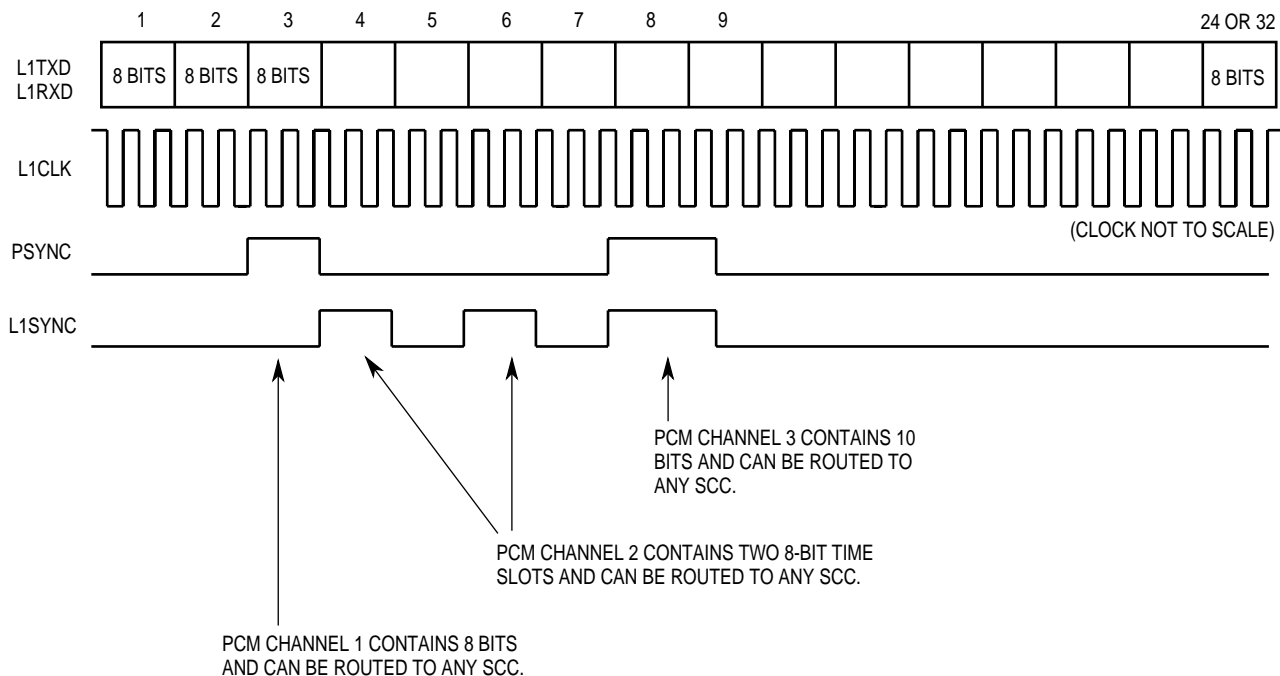 1 2 3 4 5 6 7 8 9 24 OR 32
L1TXD
L1RXD
8 BITS 8 BITS 8 BITS 8 BITS
L1CLK
(CLOCK NOT TO SCALE)
PSYNC
L1SYNC
PCM CHANNEL 3 CONTAINS 10
BITS AND CAN BE ROUTED TO
ANY SCC.
PCM CHANNEL 2 CONTAINS TWO 8-BIT TIME
SLOTS AND CAN BE ROUTED TO ANY SCC.
PCM CHANNEL 1 CONTAINS 8 BITS
AND CAN BE ROUTED TO ANY SCC.